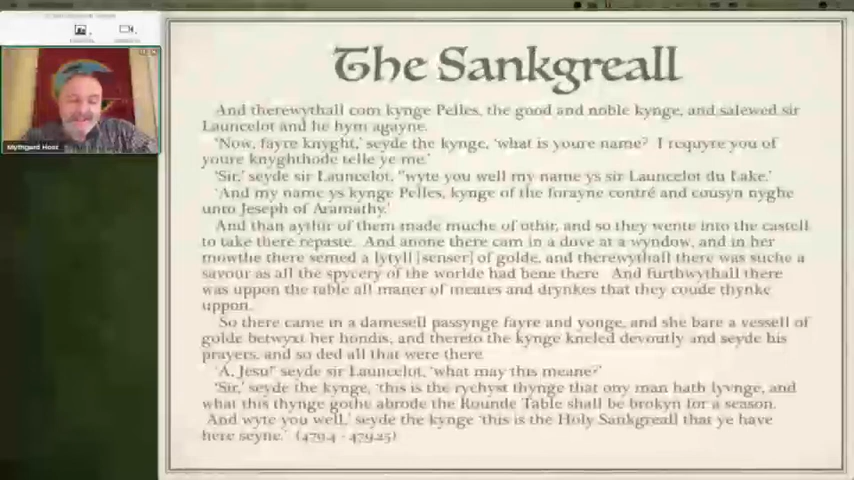 The Sankgreall
And therewythall com kynge Pelles, the good and noble kynge, and salewed sir
Launcelot and he hym agayne.
'Now, fayre knyght,' seyde the kynge, 'what is youre name? I requyre you of
youre knyghthode telle ye me.'
'Sir,' seyde sir Launcelot, "wyte you well my name ys sir Launcelot du Lake.'
'And my name ys kynge Pelles, kynge of the forayne contré and cousyn nyghe
unto Joseph of Aramathy.'
And than aythir of them made muche of othir, and so they wente into the castell
to take there repaste. And anone there cam in a dove at a wyndow, and in her
mowthe there semed a lytyll [senser] of golde, and therewythall there was suche a
savour as all the spycery of the worlde had bene there. And furthwythall there
was uppon the table all maner of meates and drynkes that they coude thynke
uppon.
So there came in a damesell passynge fayre and yonge, and she bare a vessell of
golde betwyxt her hondis, and thereto the kynge kneled devoutly and seyde his
prayers, and so ded all that were there.
'A, Jesu!' seyde sir Launcelot, 'what may this meane?'
'Sir,' seyde the kynge, 'this is the rychyst thynge that ony man hath lyvnge, and
what this thynge gothe abrode the Rounde Table shall be brokyn for a season.
And wyte you well,' seyde the kynge 'this is the Holy Sankgreall that ye have
here seyne.' (479.4 - 479.25)
Mythgard Host